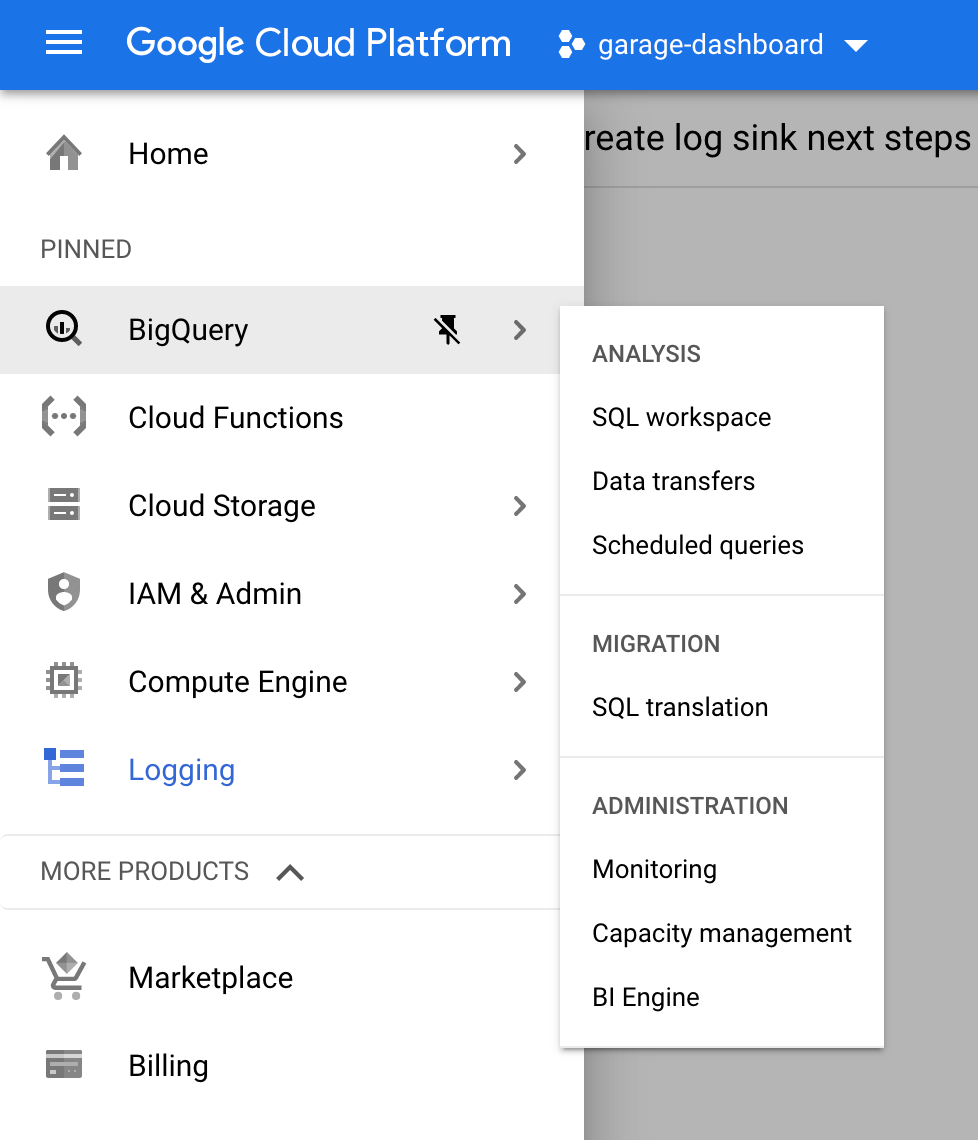 Google Cloud Platform garage-dashboard
reate log sink next steps
Home
PINNED
BigQuery
Cloud Functions
Cloud Storage
IAM & Admin
Compute Engine
Logging
MORE PRODUCTS
Marketplace
Billing
ANALYSIS
SQL workspace
Data transfers
Scheduled queries
MIGRATION
SQL translation
ADMINISTRATION
Monitoring
Capacity management
BI Engine